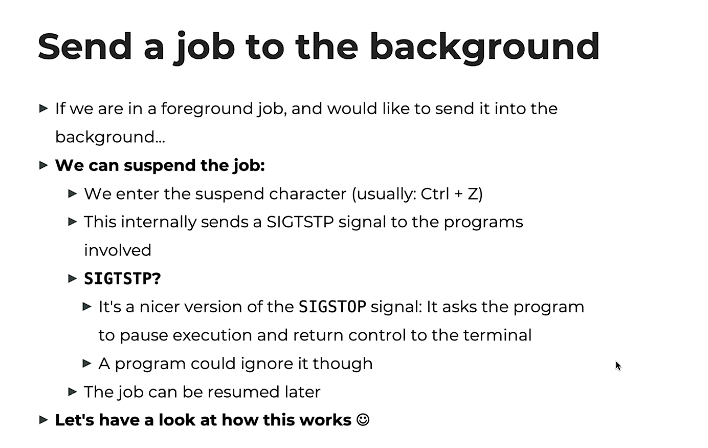 Send a job to the background
▸ If we are in a foreground job, and would like to send it into the
background...
▸ We can suspend the job:
▸ We enter the suspend character (usually: Ctrl + Z)
▸ This internally sends a SIGTSTP signal to the programs
involved
▸ SIGTSTP?
▸ It's a nicer version of the SIGSTOP signal: It asks the program
to pause execution and return control to the terminal
▸ A program could ignore it though
▸ The job can be resumed later
▸ Let's have a look at how this works ☺